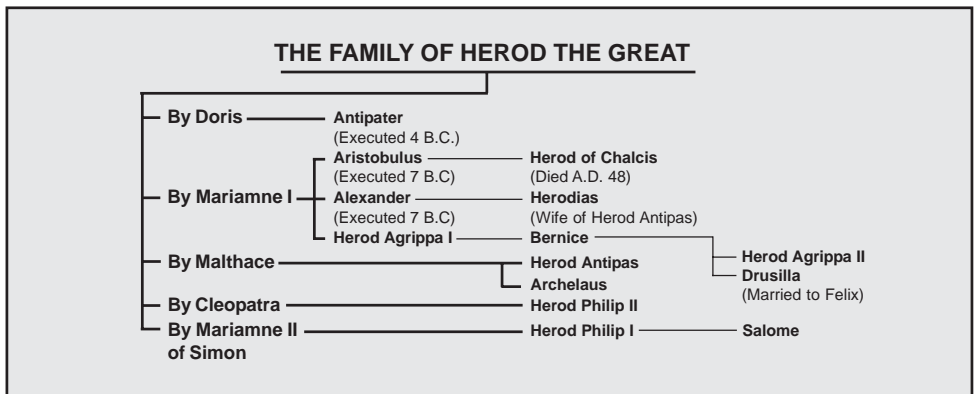 THE FAMILY OF HEROD THE GREAT
By Doris
Antipater
(Executed 4 B.C.)
By Mariamne I
Aristobulus
(Executed 7 B.C)
Herod of Chalcis
(Died A.D. 48)
Alexander
(Executed 7 B.C)
Herodias
(Wife of Herod Antipas)
Herod Agrippa I
Bernice
Herod Agrippa II
Drusilla
(Married to Felix)
By Malthace
Herod Antipas
Archelaus
By Cleopatra
Herod Philip II
By Mariamne II
of Simon
Herod Philip I
Salome